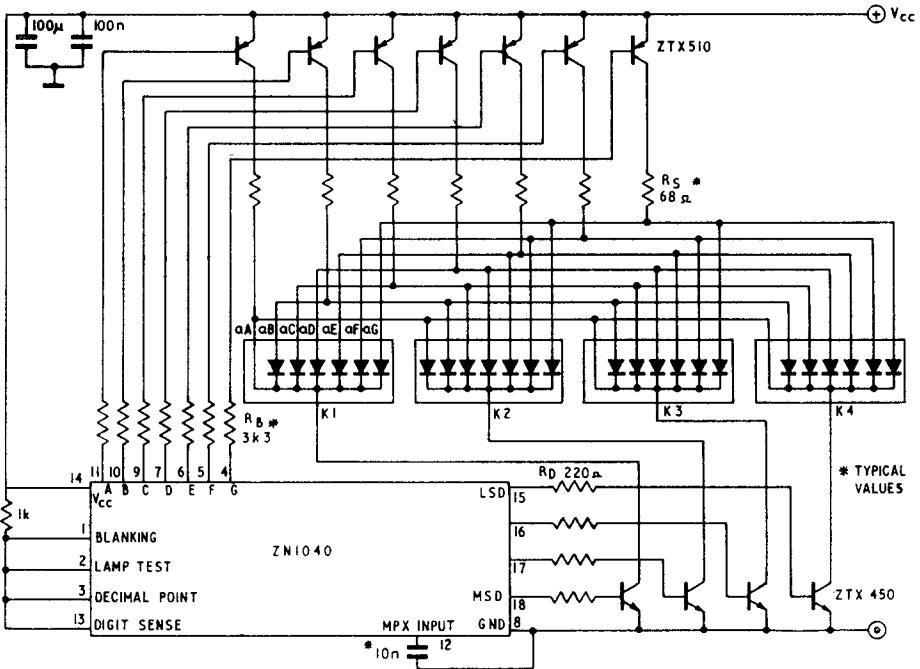 100µ
100n
+ Vcc
ZTX510
RS *
68 Ω
aA aB aC aD aE aF aG
K1
K2
K3
K4
RB *
3k3
11 10 9 7 6 5 4
14
A B C D E F G
VCC
RD 220 Ω
* TYPICAL
VALUES
LSD
15
1k
1
BLANKING
ZN1040
16
2
LAMP TEST
17
3
DECIMAL POINT
MSD
18
ZTX 450
13
DIGIT SENSE
MPX INPUT
12
GND
8
*
10n